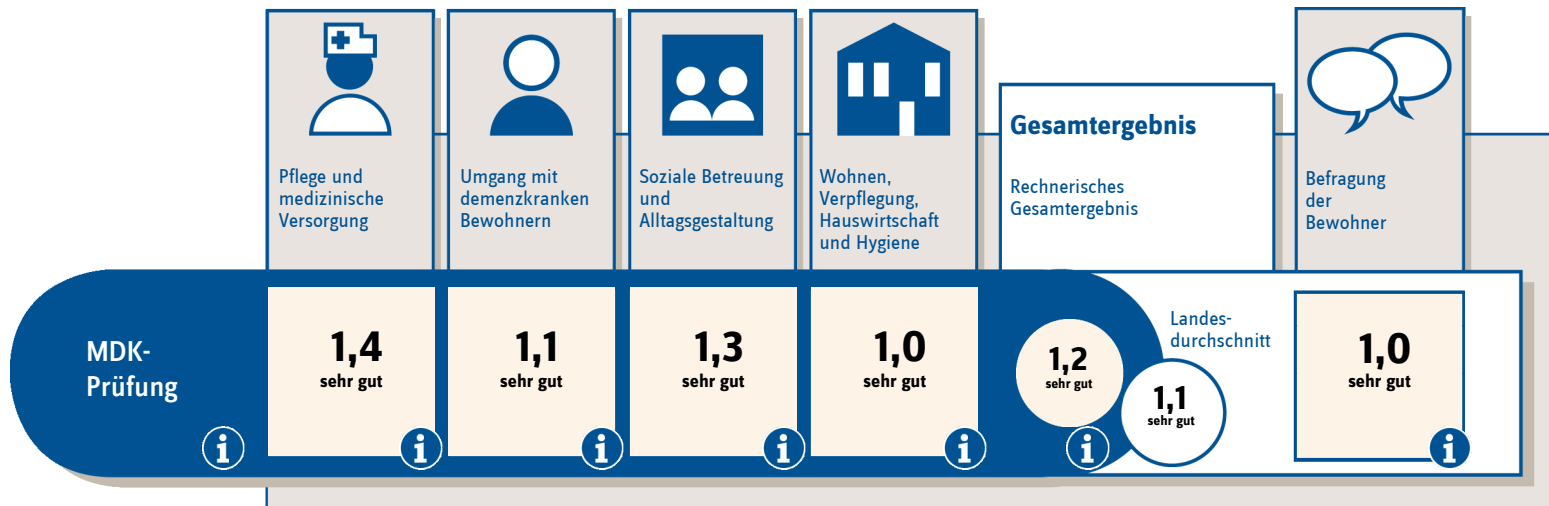 Pflege und
medizinische
Versorgung
Umgang mit
demenzkranken
Bewohnern
Soziale Betreuung
und
Alltagsgestaltung
Wohnen,
Verpflegung,
Hauswirtschaft
und Hygiene
Gesamtergebnis
Rechnerisches
Gesamtergebnis
Befragung
der
Bewohner
MDK-
Prüfung
i
1,4
sehr gut
i
1,1
sehr gut
i
1,3
sehr gut
i
1,0
sehr gut
i
1,2
sehr gut
i
Landes-
durchschnitt
1,1
sehr gut
1,0
sehr gut
i